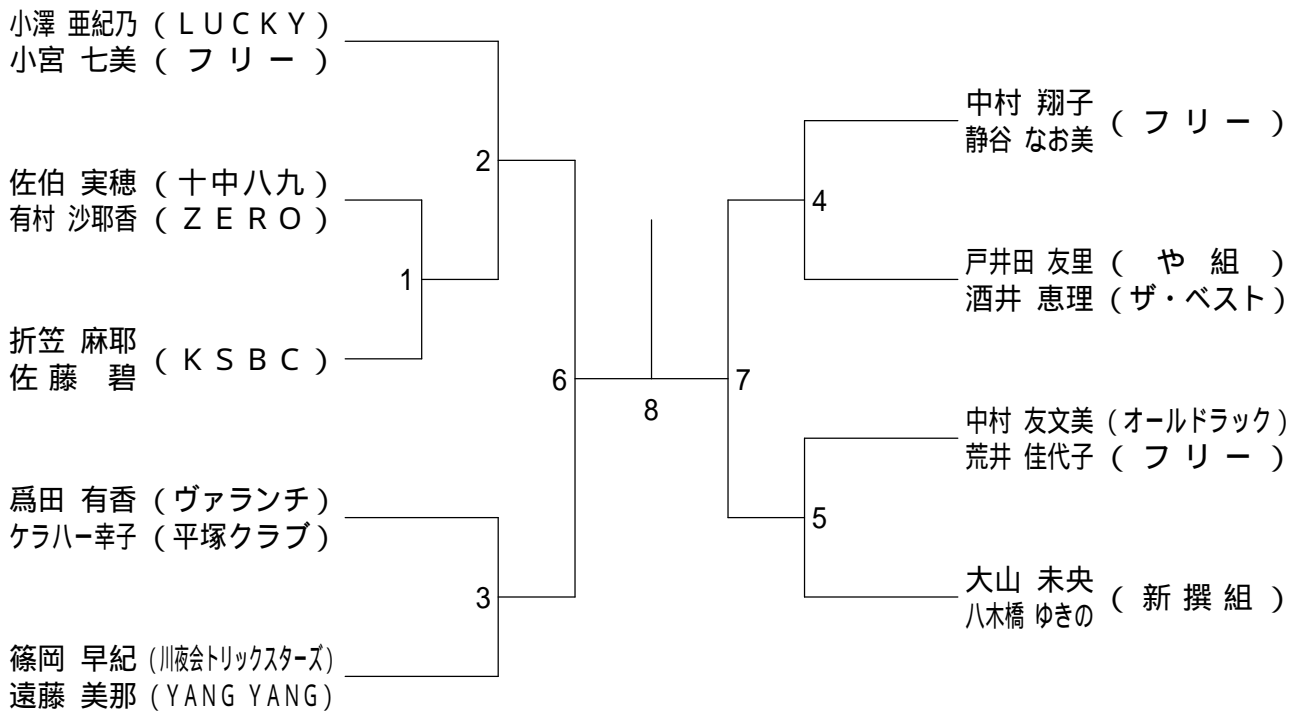 小澤 亜紀乃 ( L U C K Y )
小宮 七美 ( フ リ ー )
佐伯 実穂 ( 十中八九 )
有村 沙耶香 ( Z E R O )
折笠 麻耶
佐藤 碧
( K S B C )
爲田 有香 ( ヴァランチ )
ケラハー幸子 ( 平塚クラブ )
篠岡 早紀 (川夜会トリックスターズ)
遠藤 美那 ( YANG YANG )
2
1
6
3
8
7
4
5
中村 翔子
静谷 なお美
( フ リ ー )
戸井田 友里 ( や 組 )
酒井 恵理 ( ザ・ベスト )
中村 友文美 ( オールドラック )
荒井 佳代子 ( フ リ ー )
大山 未央
八木橋 ゆきの
( 新 撰 組 )